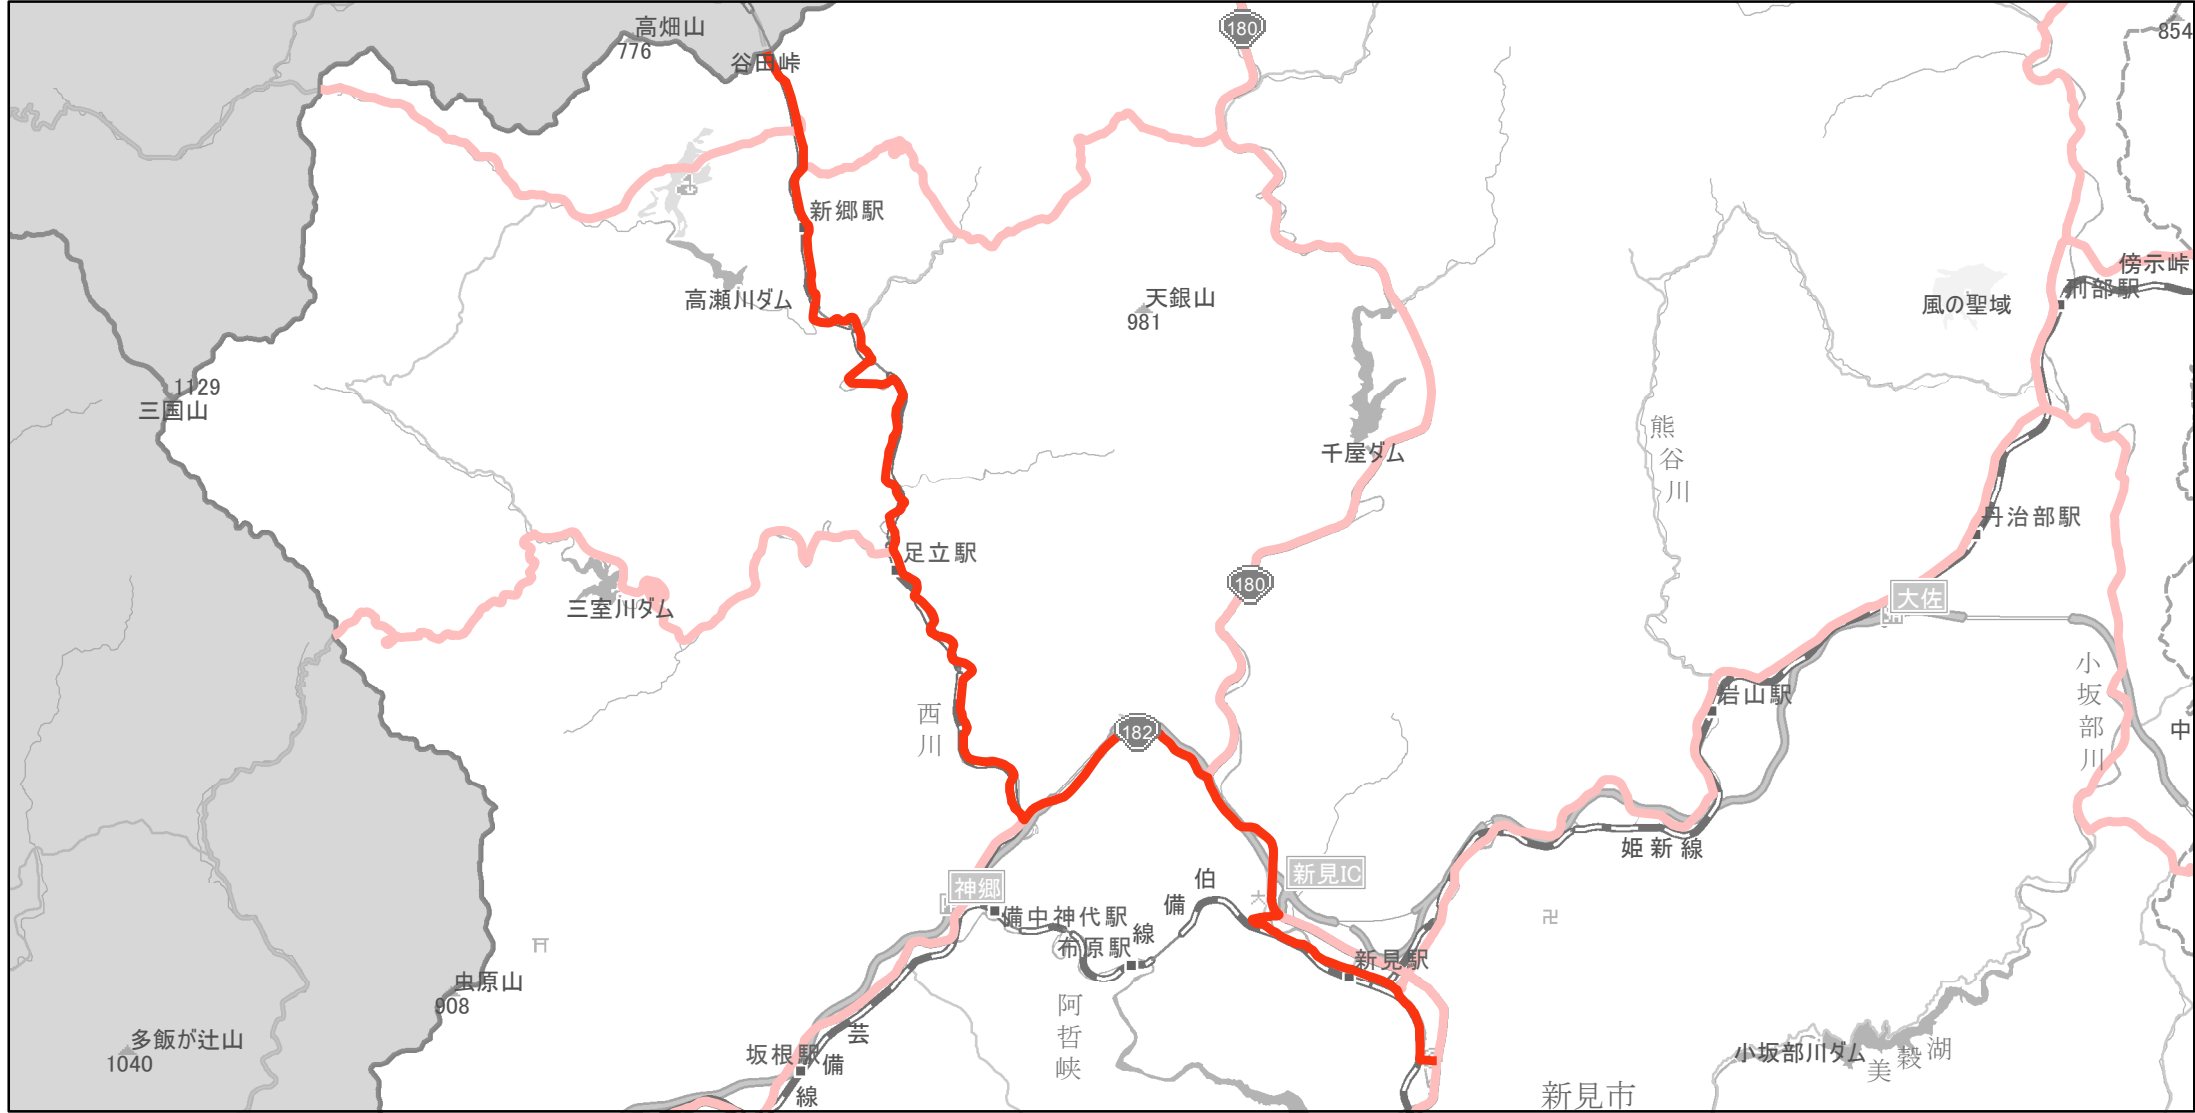 高畑山
776
谷田峠
180
854
新郷駅
高瀬川ダム
天銀山
981
傍示峠
刑部駅
風の聖域
1129
三国山
千屋ダム
熊谷川
丹治部駅
足立駅
三室川ダム
180
大佐
小坂部川
岩山駅
西川
182
中
姫新線
新見IC
神郷
伯備線
備中神代駅
布原駅
新見駅
虫原山
908
阿哲峡
多飯が辻山
1040
芸備線
坂根駅
小坂部川ダム
美穀湖
新見市